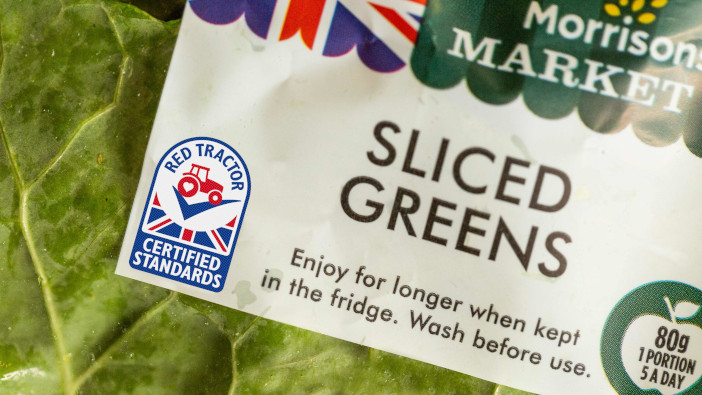 Morrisons
MARKET
SLICED
GREENS
Enjoy for longer when kept
in the fridge. Wash before use.
RED TRACTOR
CERTIFIED
STANDARDS
80g
1 PORTION
5 A DAY